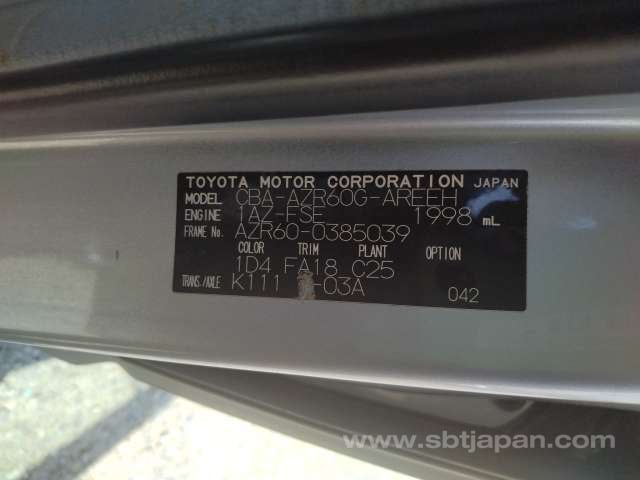 TOYOTA MOTOR CORPORATION JAPAN
MODEL CBA-AZR60G-AREEH
ENGINE 1AZ-FSE 1998 mL
FRAME No. AZR60-0385039
COLOR TRIM PLANT OPTION
1D4 FA18 C25
TRANS./AXLE K111 -03A 042
www.sbtjapan.com